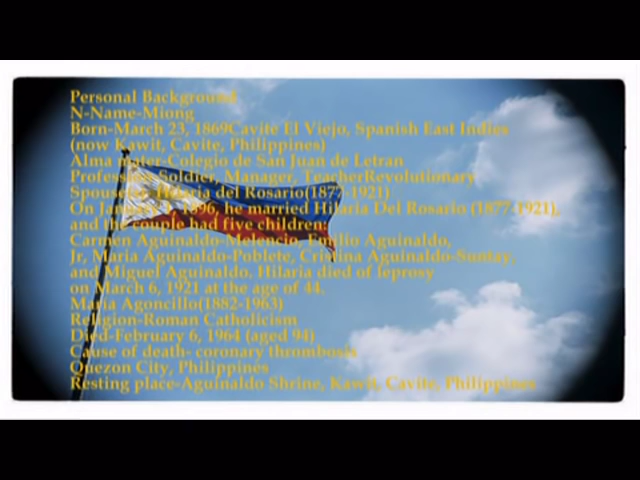 Personal Background
N-Name-Miong
Born-March 23, 1869Cavite El Viejo, Spanish East Indies
(now Kawit, Cavite, Philippines)
Alma mater-Colegio de San Juan de Letran
Profession-Soldier, Manager, TeacherRevolutionary
Spouse(s)-Hilaria del Rosario(1877-1921)
On January 1, 1896, he married Hilaria Del Rosario (1877-1921),
and the couple had five children:
Carmen Aguinaldo-Melencio, Emilio Aguinaldo,
Jr, Maria Aguinaldo-Poblete, Cristina Aguinaldo-Suntay,
and Miguel Aguinaldo. Hilaria died of leprosy
on March 6, 1921 at the age of 44.
Maria Agoncillo(1882-1963)
Religion-Roman Catholicism
Died-February 6, 1964 (aged 94)
Cause of death- coronary thrombosis
Quezon City, Philippines
Resting place-Aguinaldo Shrine, Kawit, Cavite, Philippines